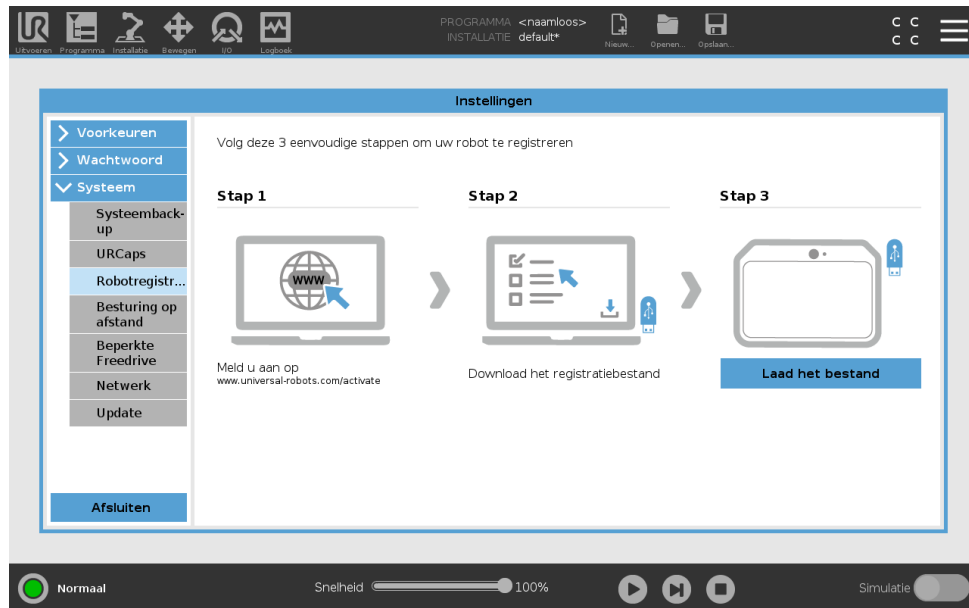 PROGRAMMA <naamloos>
INSTALLATIE default*
C C
C C
Uitvoeren Programma Installatie Bewegen I/O Logboek Nieuw... Openen... Opslaan...
Instellingen
Voorkeuren
Wachtwoord
Systeem
Systeemback-
up
URCaps
Robotregistr...
Besturing op
afstand
Beperkte
Freedrive
Netwerk
Update
Afsluiten
Volg deze 3 eenvoudige stappen om uw robot te registreren
Stap 1
www
Meld u aan op
www.universal-robots.com/activate
Stap 2
Download het registratiebestand
Stap 3
Laad het bestand
Normaal
Snelheid 100%
Simulatie